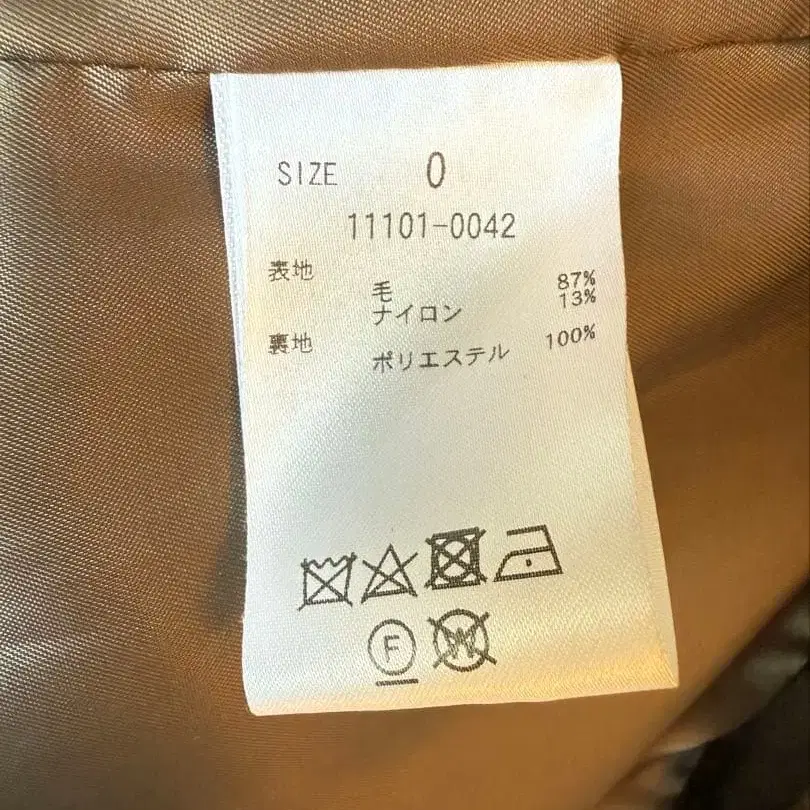 SIZE 0
11101-0042
表地
毛 87%
ナイロン 13%
裏地
ポリエステル 100%
F W